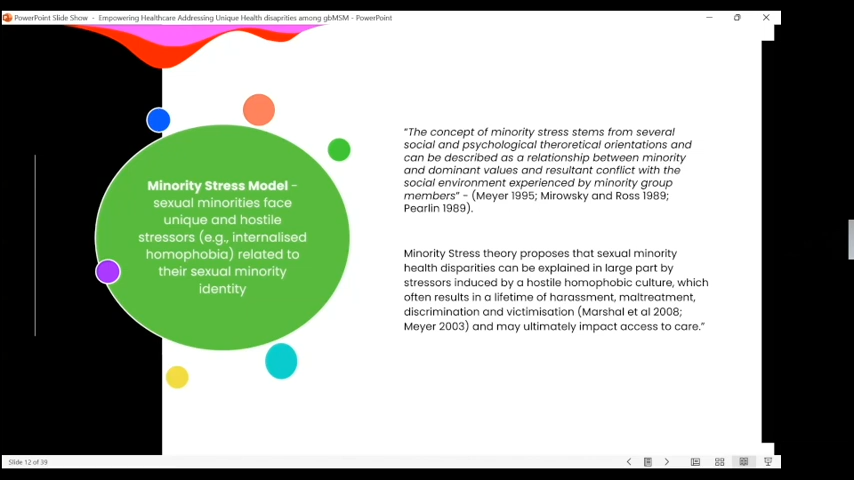 PowerPoint Slide Show - Empowering Healthcare Addressing Unique Health disaprities among gbMSM - PowerPoint
Minority Stress Model -
sexual minorities face
unique and hostile
stressors (e.g., internalised
homophobia) related to
their sexual minority
identity
“The concept of minority stress stems from several
social and psychological theroretical orientations and
can be described as a relationship between minority
and dominant values and resultant conflict with the
social environment experienced by minority group
members” - (Meyer 1995; Mirowsky and Ross 1989;
Pearlin 1989).
Minority Stress theory proposes that sexual minority
health disparities can be explained in large part by
stressors induced by a hostile homophobic culture, which
often results in a lifetime of harassment, maltreatment,
discrimination and victimisation (Marshal et al 2008;
Meyer 2003) and may ultimately impact access to care.”
Slide 12 of 39